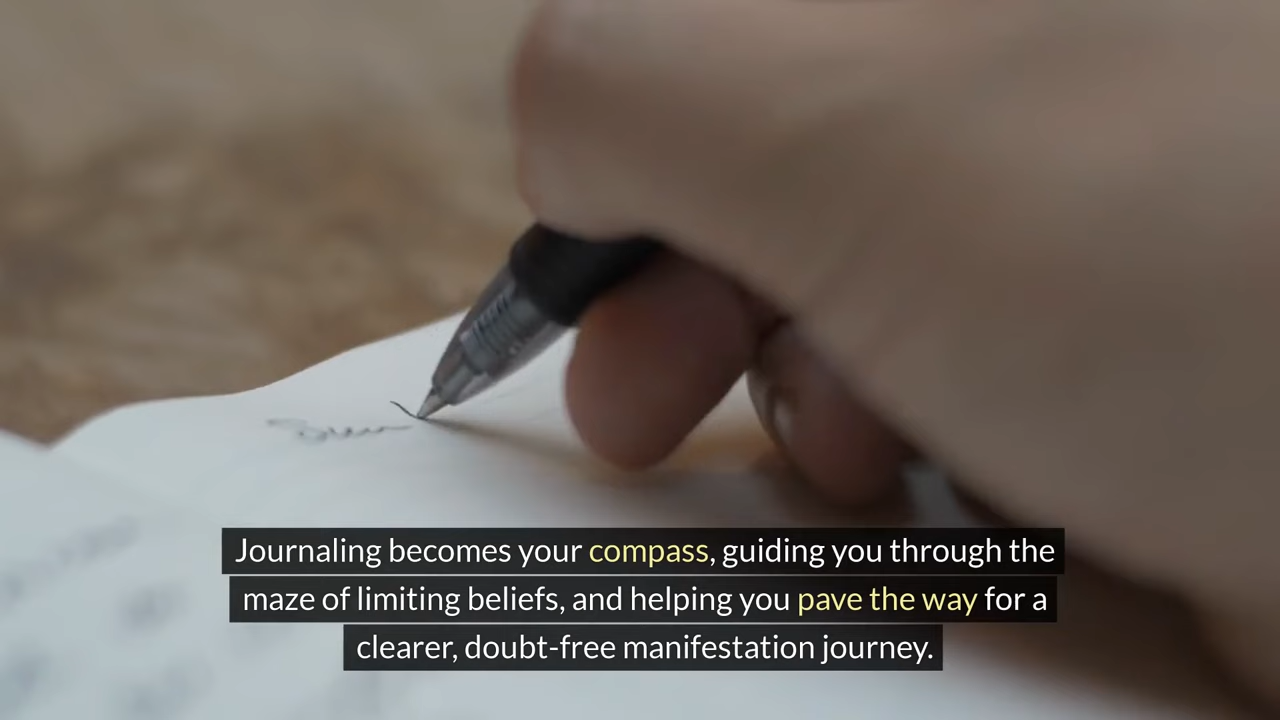 Journaling becomes your compass, guiding you through the
maze of limiting beliefs, and helping you pave the way for a
clearer, doubt-free manifestation journey.